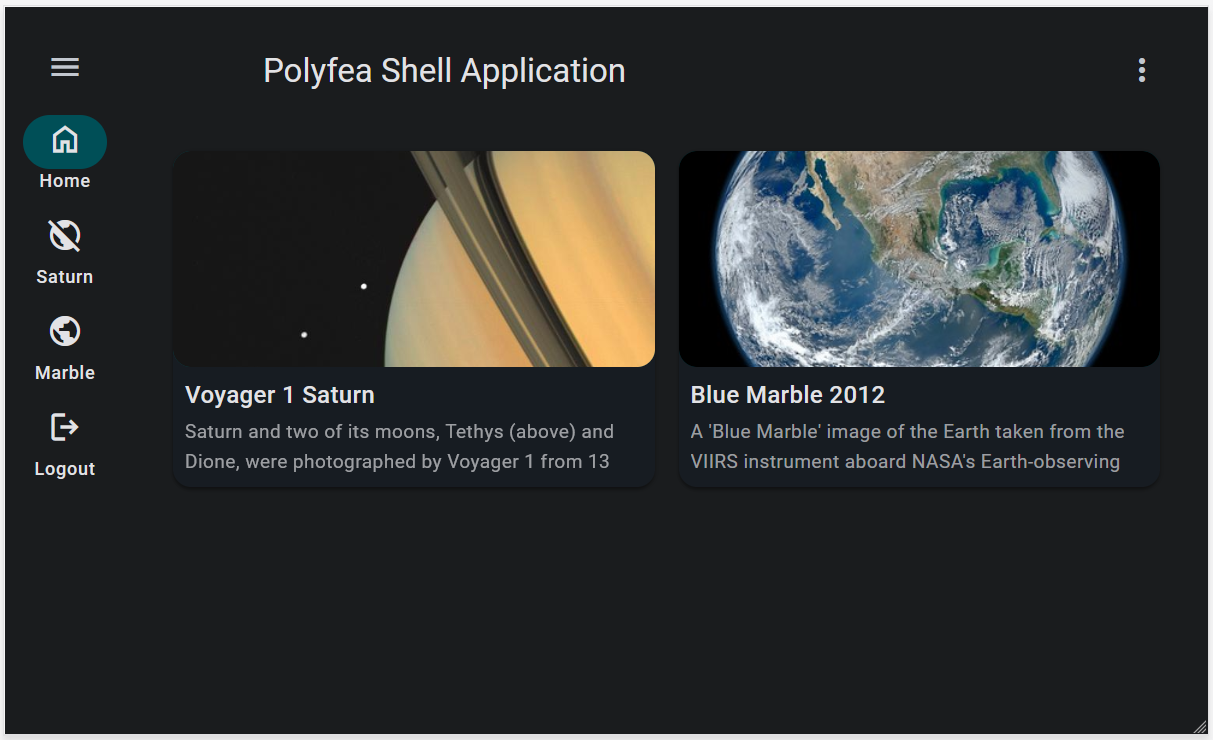 Polyfea Shell Application
Home
Saturn
Marble
Logout
Voyager 1 Saturn
Saturn and two of its moons, Tethys (above) and
Dione, were photographed by Voyager 1 from 13
Blue Marble 2012
A 'Blue Marble' image of the Earth taken from the
VIIRS instrument aboard NASA's Earth-observing